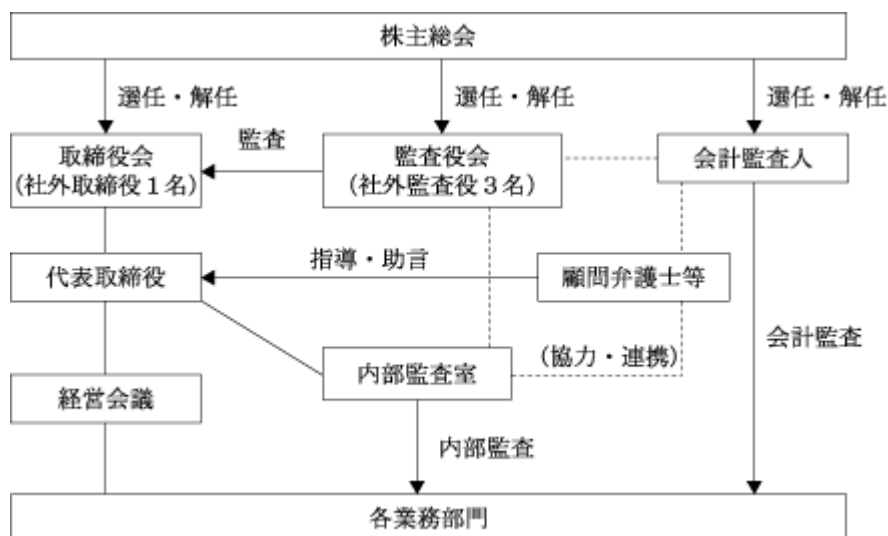 株主総会
選任・解任
選任・解任
選任・解任
取締役会
(社外取締役1名)
監査
監査役会
(社外監査役3名)
会計監査人
代表取締役
指導・助言
顧問弁護士等
会計監査
(協力・連携)
内部監査室
経営会議
内部監査
各業務部門